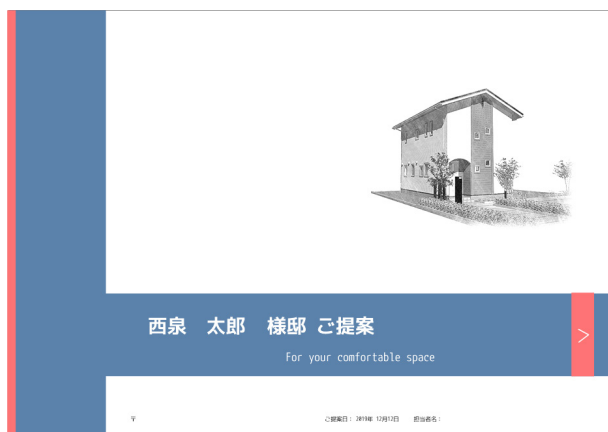 西泉　太郎　様邸 ご提案
>
For your comfortable space
〒
ご提案日： 2019年 12月12日　　担当者名：